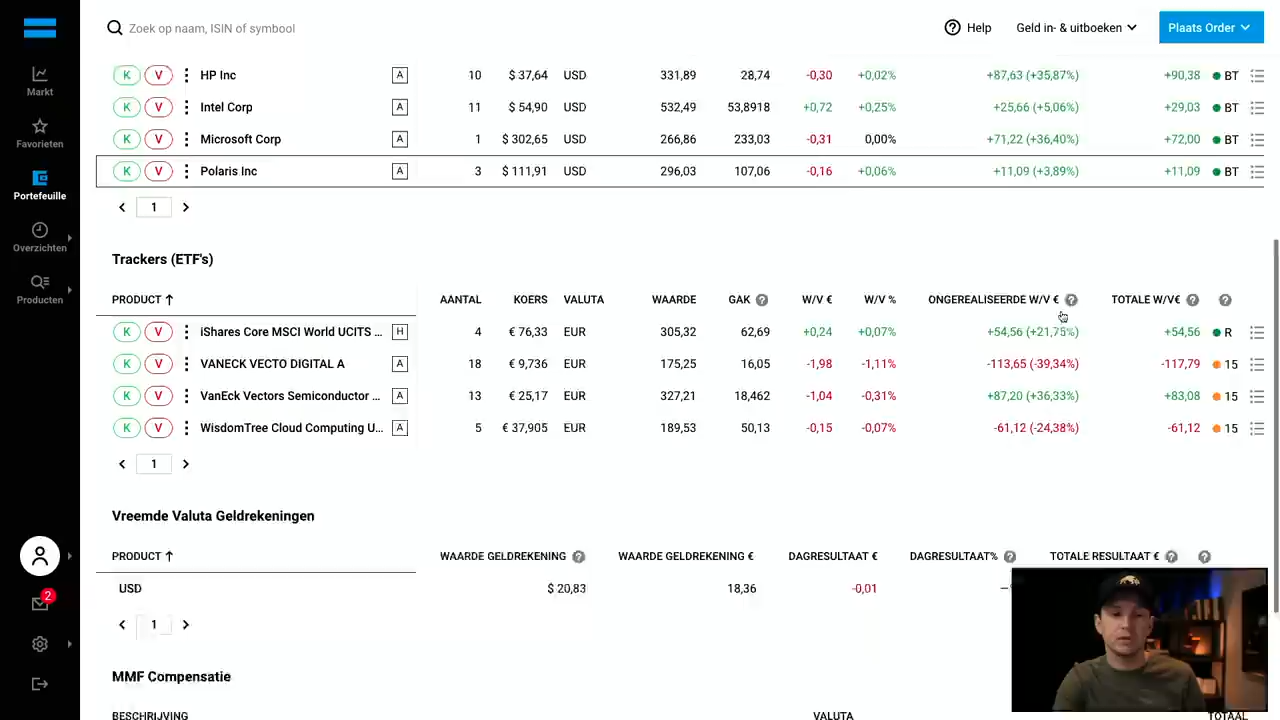 Zoek op naam, ISIN of symbool Help Geld in- & uitboeken Plaats Order
Markt
Favorieten
Portefeuille
Overzichten
Producten
2
K V HP Inc A 10 $ 37,64 USD 331,89 28,74 -0,30 +0,02% +87,63 (+35,87%) +90,38 BT
K V Intel Corp A 11 $ 54,90 USD 532,49 53,8918 +0,72 +0,25% +25,66 (+5,06%) +29,03 BT
K V Microsoft Corp A 1 $ 302,65 USD 266,86 233,03 -0,31 0,00% +71,22 (+36,40%) +72,00 BT
K V Polaris Inc A 3 $ 111,91 USD 296,03 107,06 -0,16 +0,06% +11,09 (+3,89%) +11,09 BT
1
Trackers (ETF's)
PRODUCT AANTAL KOERS VALUTA WAARDE GAK ? W/V € W/V % ONGEREALISEERDE W/V € ? TOTALE W/V€ ? ?
K V iShares Core MSCI World UCITS ... H 4 € 76,33 EUR 305,32 62,69 +0,24 +0,07% +54,56 (+21,75%) +54,56 R
K V VANECK VECTO DIGITAL A A 18 € 9,736 EUR 175,25 16,05 -1,98 -1,11% -113,65 (-39,34%) -117,79 15
K V VanEck Vectors Semiconductor ... A 13 € 25,17 EUR 327,21 18,462 -1,04 -0,31% +87,20 (+36,33%) +83,08 15
K V WisdomTree Cloud Computing U... A 5 € 37,905 EUR 189,53 50,13 -0,15 -0,07% -61,12 (-24,38%) -61,12 15
1
Vreemde Valuta Geldrekeningen
PRODUCT WAARDE GELDREKENING ? WAARDE GELDREKENING € DAGRESULTAAT € DAGRESULTAAT% ? TOTALE RESULTAAT € ? ?
USD $ 20,83 18,36 -0,01
1
MMF Compensatie
BESCHRIJVING VALUTA TOTAAL